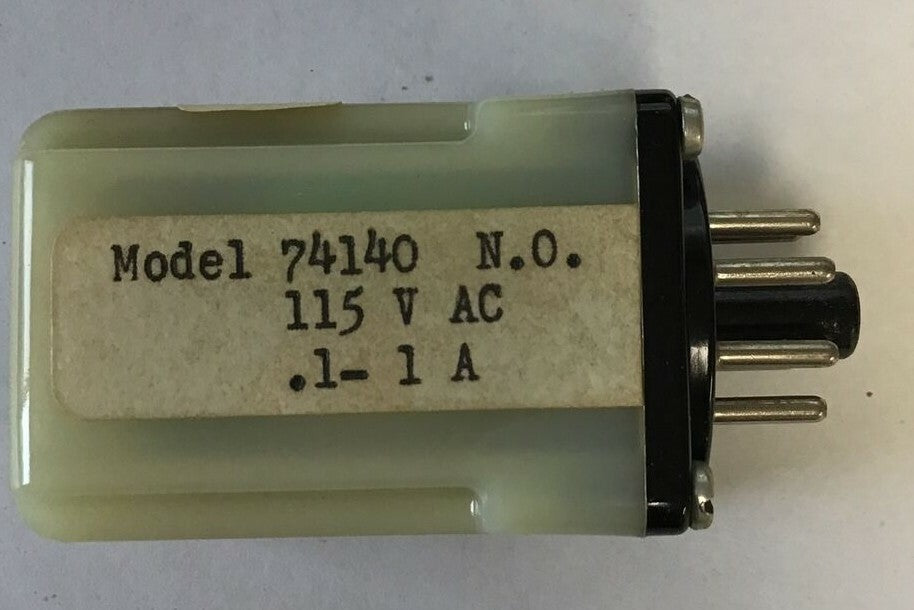 Model 74140 N.O.
115 V AC
.1- 1 A